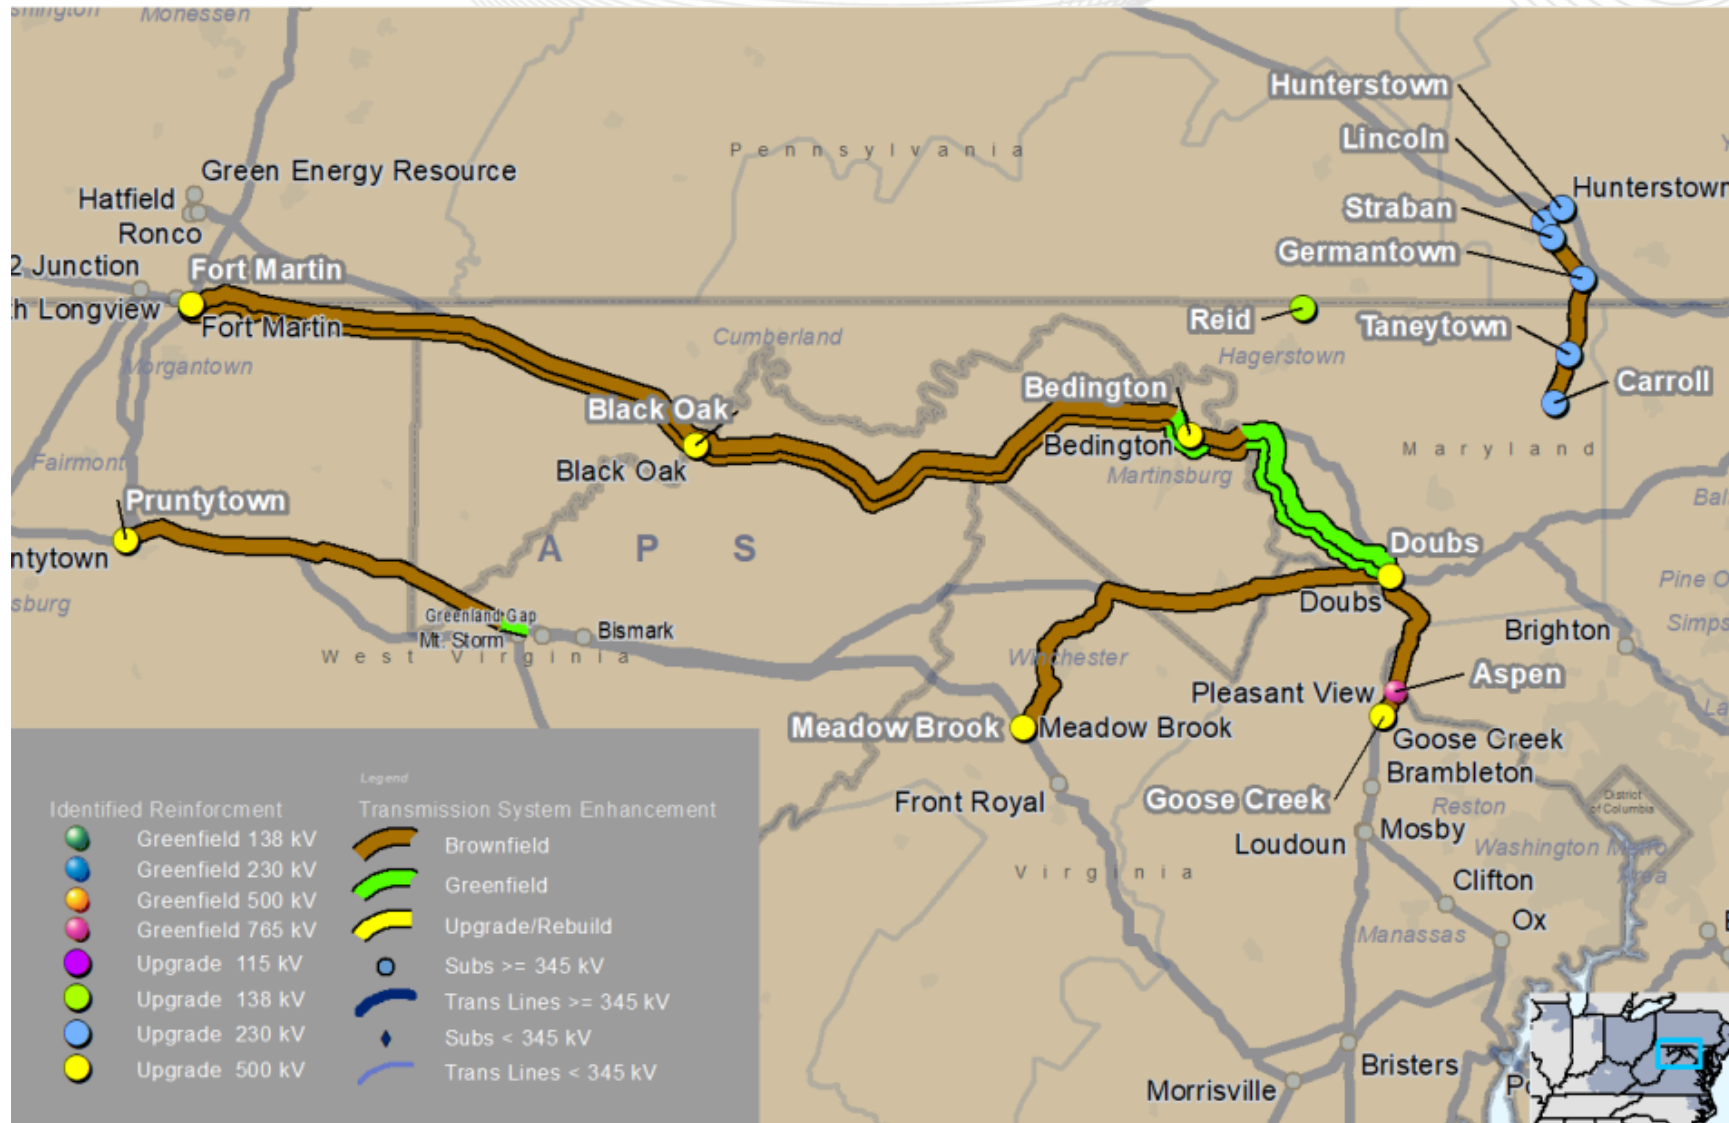 Monessen
Hunterstown
Lincoln
Pennsylvania
Green Energy Resource
Hatfield
Hunterstown
Straban
Ronco
Germantown
2 Junction
Fort Martin
Longview
Fort Martin
Reid
Taneytown
Cumberland
Hagerstown
Morgantown
Bedington
Carroll
Black Oak
Bedington
Maryland
Fairmont
Black Oak
Martinsburg
Pruntytown
APS
Doubs
ntytown
sburg
Doubs
Greenland Gap
Mt. Storm
Bismark
Brighton
West Virginia
Winchester
Aspen
Pleasant View
Meadow Brook
Meadow Brook
Goose Creek
Brambleton
Front Royal
Goose Creek
Reston
District
of Columbia
Mosby
Loudoun
Washington Metro
Area
Virginia
Clifton
Ox
Manassas
Bristers
Morrisville
Legend
Identified Reinforcment
Greenfield 138 kV
Greenfield 230 kV
Greenfield 500 kV
Greenfield 765 kV
Upgrade 115 kV
Upgrade 138 kV
Upgrade 230 kV
Upgrade 500 kV
Transmission System Enhancement
Brownfield
Greenfield
Upgrade/Rebuild
Subs >= 345 kV
Trans Lines >= 345 kV
Subs < 345 kV
Trans Lines < 345 kV